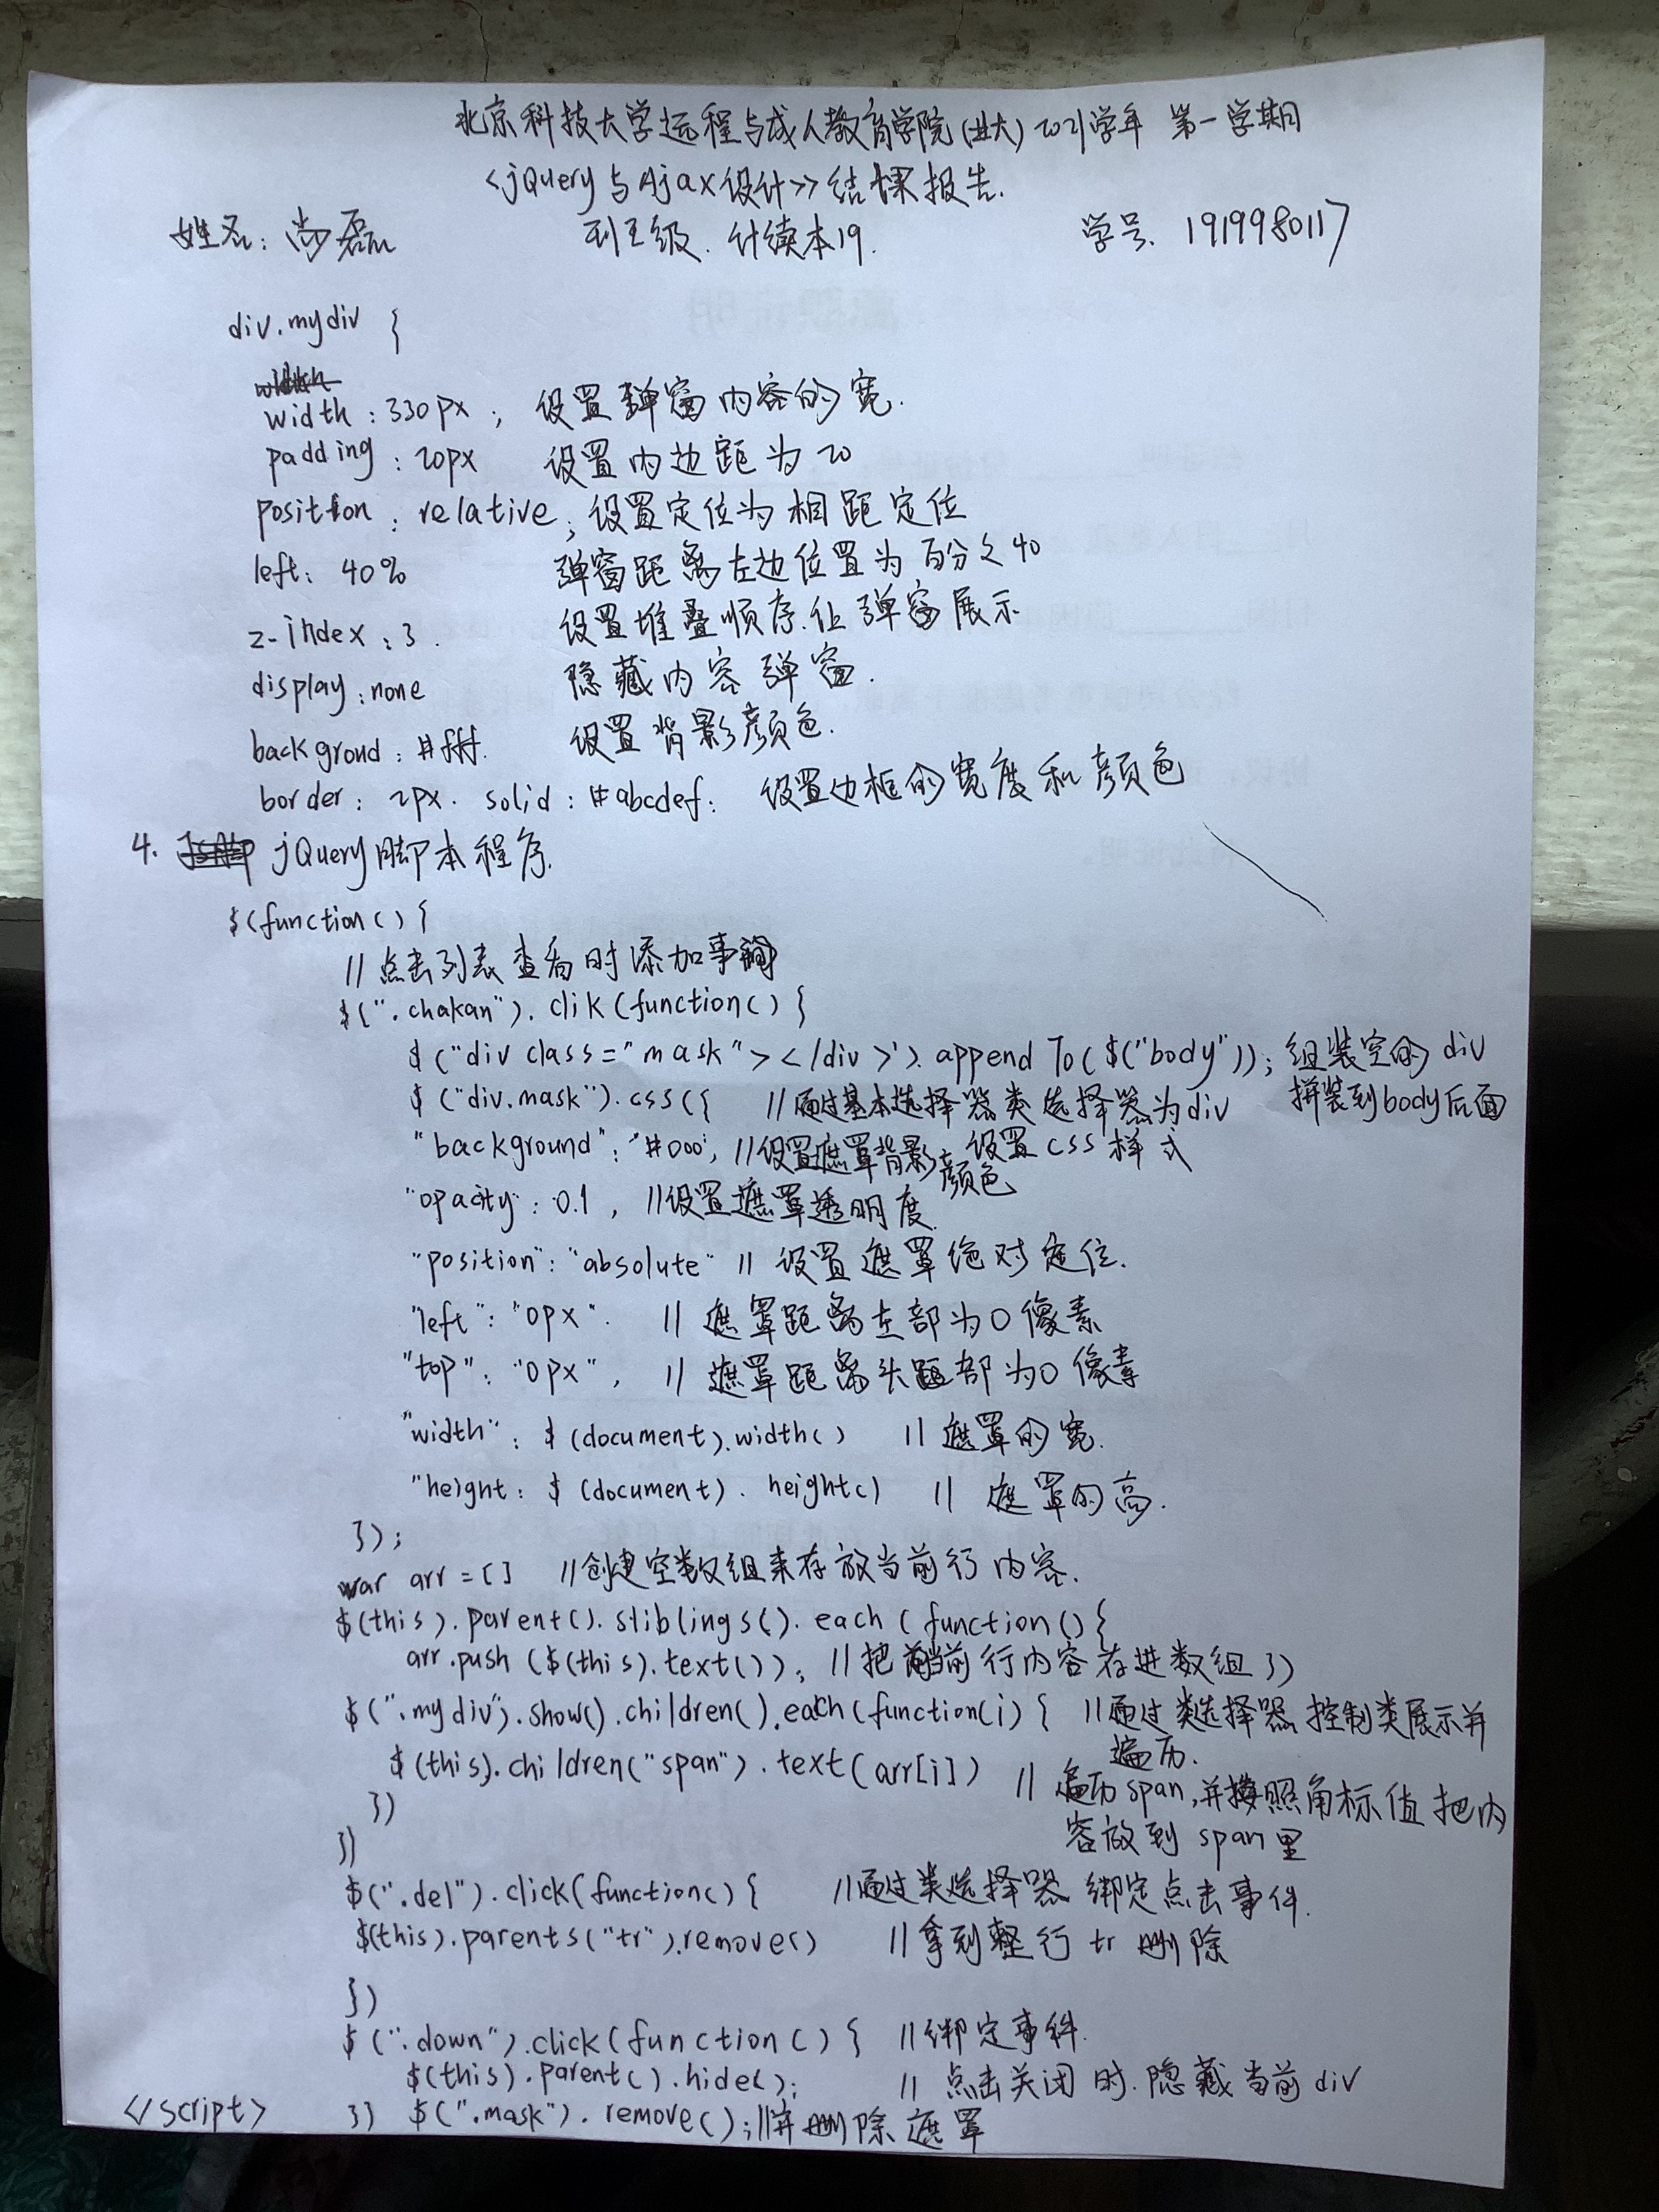 北京科技大学远程与成人教育学院(业大) 2021学年 第一学期
<jQuery与Ajax设计>>结课报告.
姓名: 尚磊 班级. 计续本19. 学号. 1919980117
div.mydiv {
width : 330px ; 设置弹窗内容的宽.
padding : 20px 设置内边距为20
position : relative; 设置定位为相距定位
left: 40% 弹窗距离左边位置为百分之40
z-index : 3. 设置堆叠顺序.让弹窗展示
display : none 隐藏内容弹窗.
backgroud : #fff. 设置背影颜色.
border: 2px. solid : #abcdef: 设置边框的宽度和颜色
4. jQuery脚本程序.
$(function() {
// 点击列表查看时添加事
$(".chakan"). clik (function() {
$ ("div class="mask"></div>"). appendTo( $("body")); 组装空的div
拼装到body后面
$ ("div.mask").css({ //通过基本选择器类选择器为div
设置css样式
"background": "#000", //设置遮罩背影颜色
"opacity": 0.1, //设置遮罩透明度.
"position": "absolute" // 设置遮罩绝对定位.
"left": "0px". // 遮罩距离左部为0像素
"top": "0px", // 遮罩距离头距部为0像素
"width": $ (document).width() // 遮罩的宽.
"height: $ (document). height() // 遮罩的高.
});
var arr = [] //创建空数组来存放当前行内容.
$(this).parent().sliblings().each (function() {
arr.push ($(this).text()); //把当前行内容存进数组 })
$(".mydiv").show().children().each(function(i) { //通过类选择器控制类展示并
遍历.
$(this).children("span").text(arr[i]) // 遍历span,并按照角标值把内
容放到 span里
})
})
$(".del").click(function() { //通过类选择器 绑定点击事件.
$(this).parents("tr").remove() //拿到整行 tr 删除
})
$(".down").click(function() { //绑定事件.
$(this).parent().hide(); // 点击关闭时.隐藏当前div
</script> }) $(".mask").remove(); //并删除遮罩